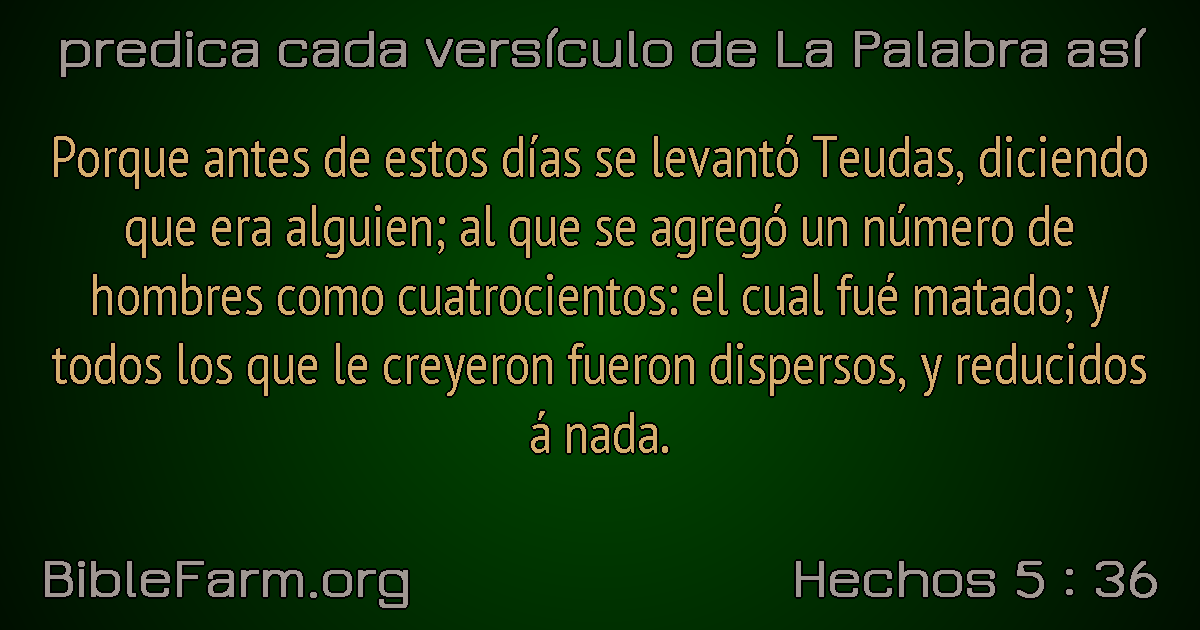 predica cada versículo de La Palabra así
Porque antes de estos días se levantó Teudas, diciendo
que era alguien; al que se agregó un número de
hombres como cuatrocientos: el cual fué matado; y
todos los que le creyeron fueron dispersos, y reducidos
á nada.
BibleFarm.org
Hechos 5 : 36